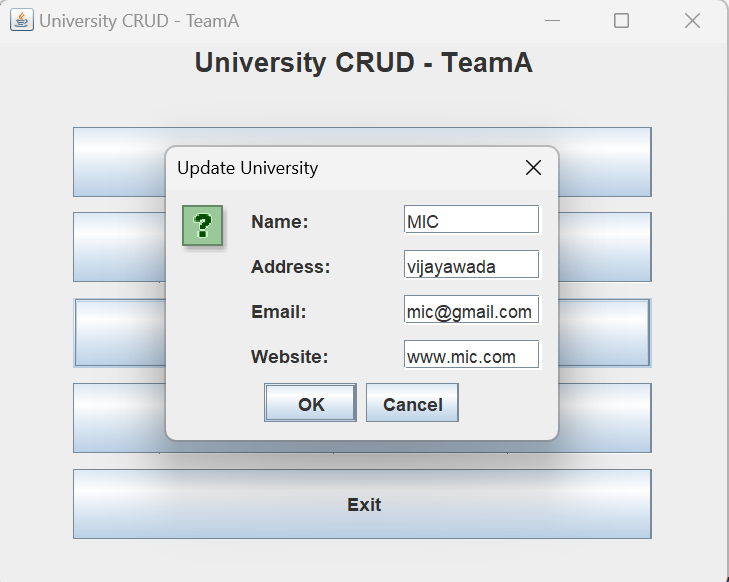 University CRUD - TeamA
University CRUD - TeamA
Update University
?
Name: MIC
Address: vijayawada
Email: mic@gmail.com
Website: www.mic.com
OK Cancel
Exit